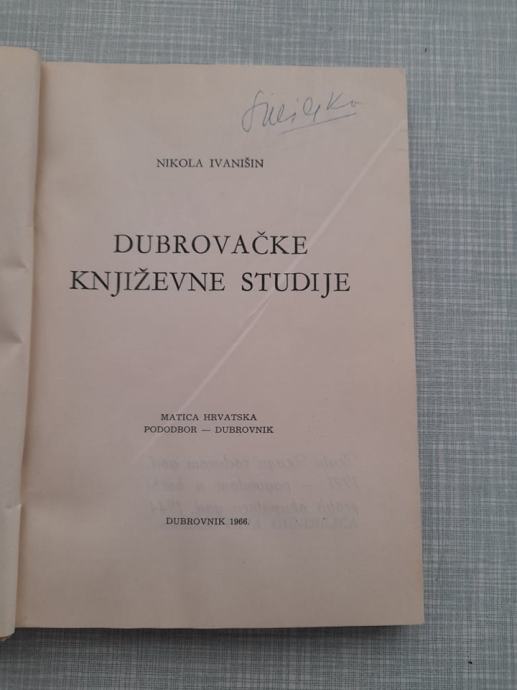 NIKOLA IVANIŠIN
DUBROVAČKE
KNJIŽEVNE STUDIJE
MATICA HRVATSKA
PODODBOR — DUBROVNIK
DUBROVNIK 1966.